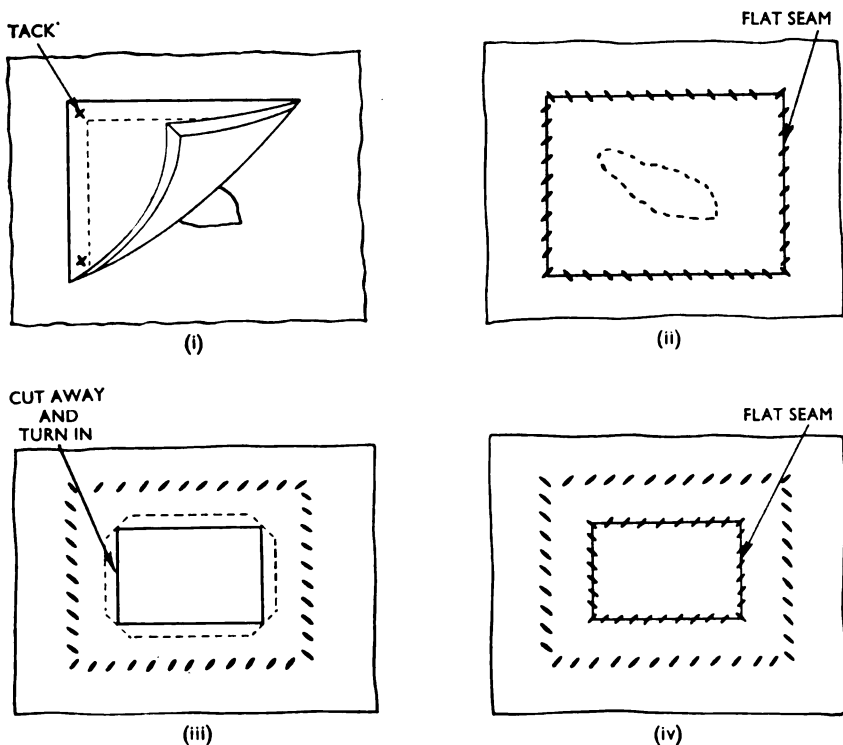 TACK
FLAT SEAM
(i)
(ii)
CUT AWAY
AND
TURN IN
FLAT SEAM
(iii)
(iv)